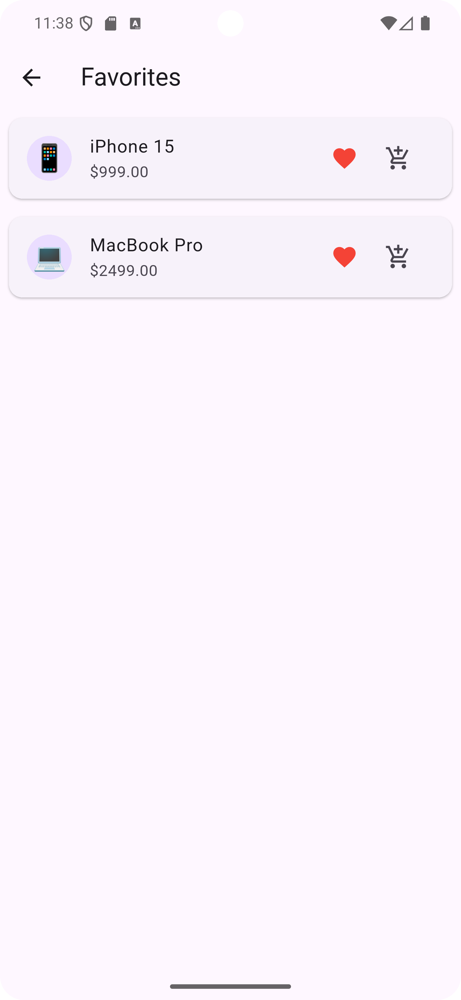 11:38
Favorites
iPhone 15
$999.00
MacBook Pro
$2499.00